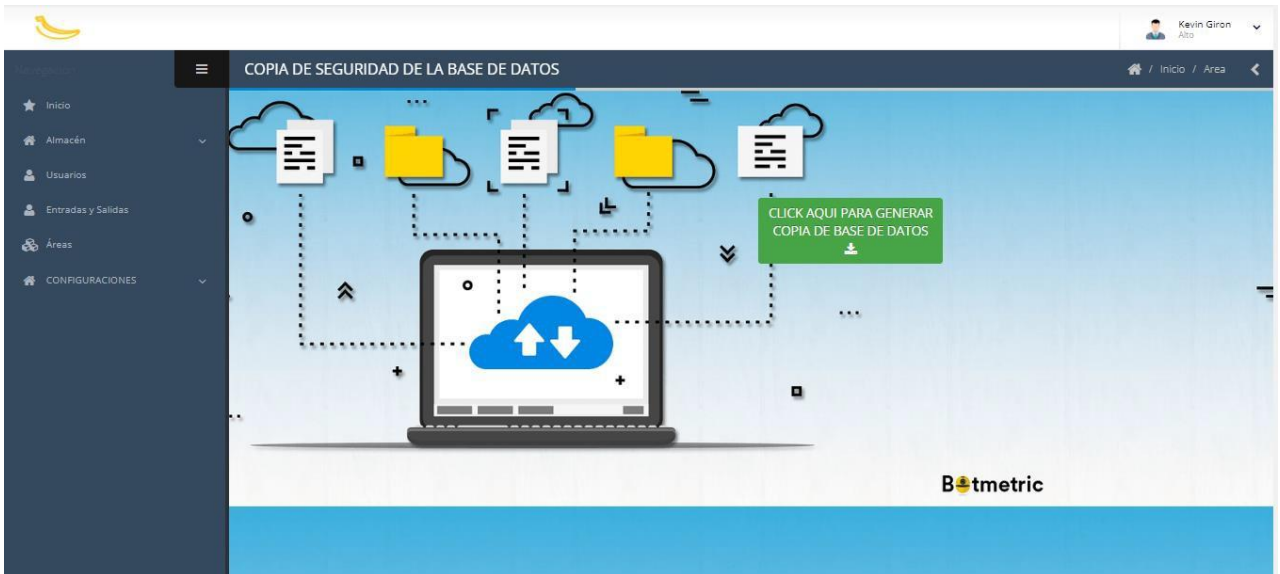 Kevin Giron
Alto
Navegación
COPIA DE SEGURIDAD DE LA BASE DE DATOS
/ Inicio / Area
Inicio
Almacén
Usuarios
Entradas y Salidas
Áreas
CONFIGURACIONES
CLICK AQUI PARA GENERAR
COPIA DE BASE DE DATOS
Botmetric